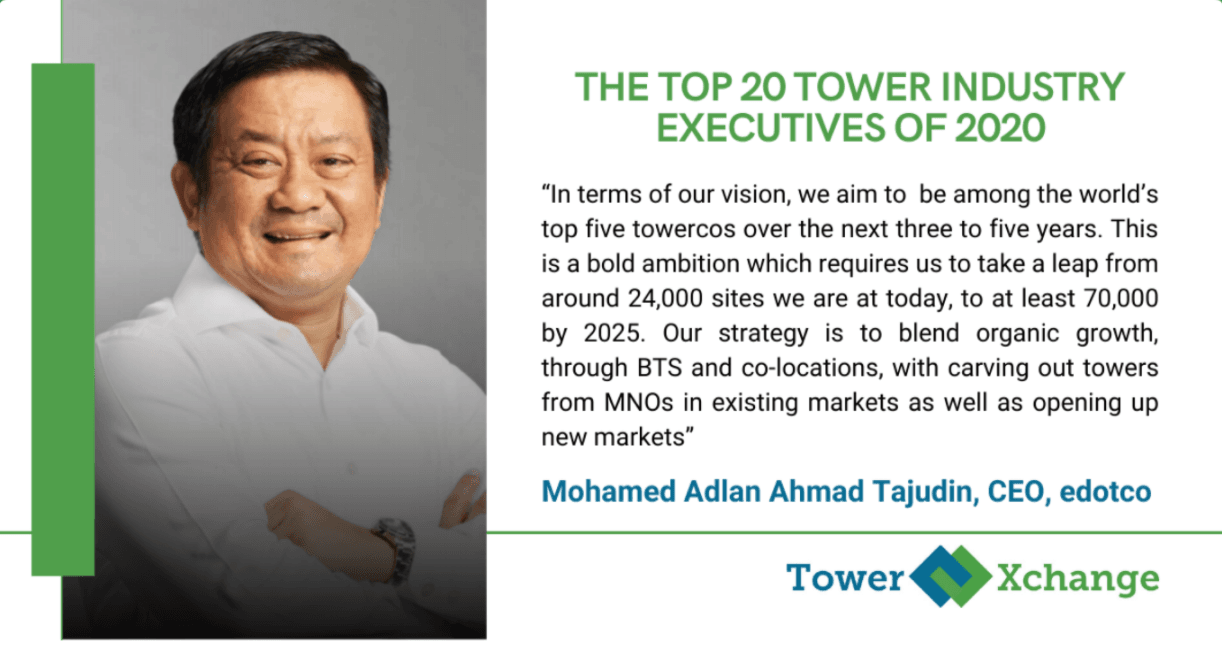 THE TOP 20 TOWER INDUSTRY
EXECUTIVES OF 2020
“In terms of our vision, we aim to be among the world’s
top five towercos over the next three to five years. This
is a bold ambition which requires us to take a leap from
around 24,000 sites we are at today, to at least 70,000
by 2025. Our strategy is to blend organic growth,
through BTS and co-locations, with carving out towers
from MNOs in existing markets as well as opening up
new markets”
Mohamed Adlan Ahmad Tajudin, CEO, edotco
Tower Xchange